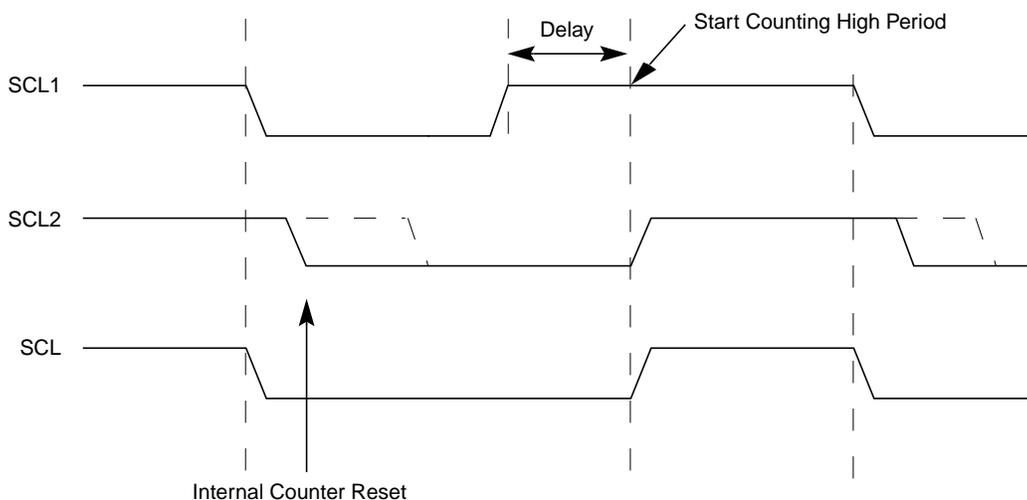 Start Counting High Period
Delay
SCL1
SCL2
SCL
Internal Counter Reset